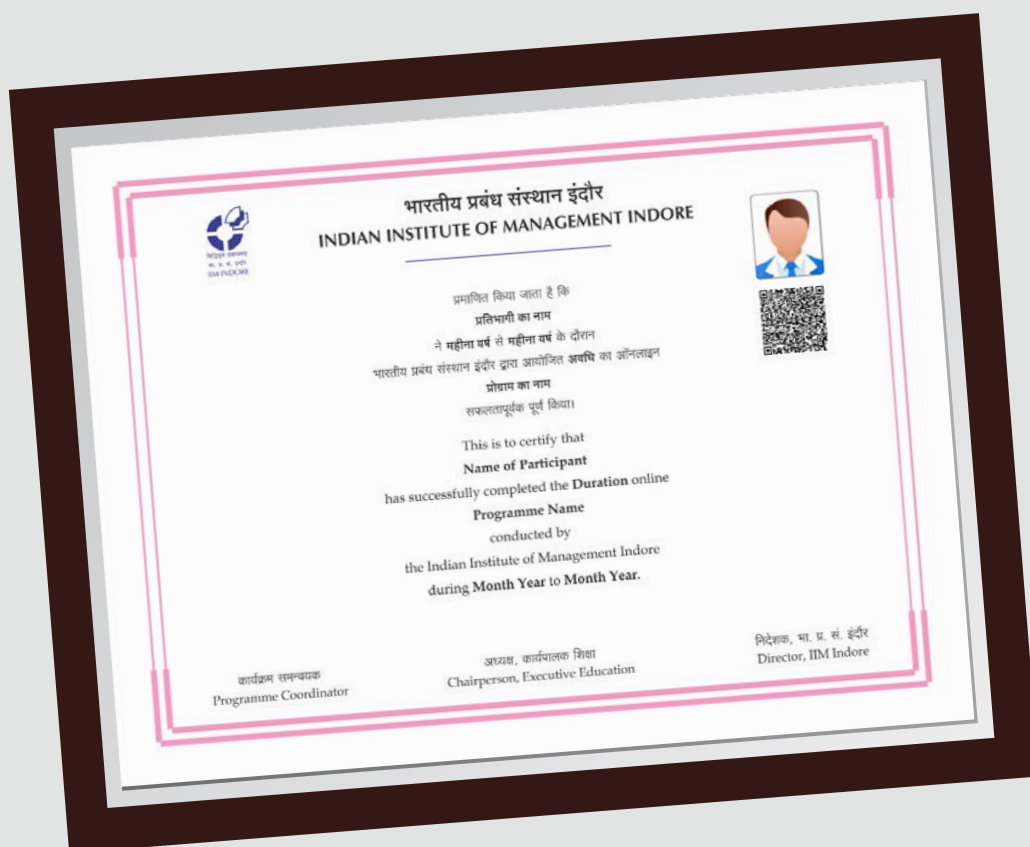 भारतीय प्रबंध संस्थान इंदौर
INDIAN INSTITUTE OF MANAGEMENT INDORE
भा. प्र. सं. इन्दौर
IIM INDORE
प्रमाणित किया जाता है कि
प्रतिभागी का नाम
ने महीना वर्ष से महीना वर्ष के दौरान
भारतीय प्रबंध संस्थान इंदौर द्वारा आयोजित अवधि का ऑनलाइन
प्रोग्राम का नाम
सफलतापूर्वक पूर्ण किया।
This is to certify that
Name of Participant
has successfully completed the Duration online
Programme Name
conducted by
the Indian Institute of Management Indore
during Month Year to Month Year.
कार्यक्रम समन्वयक
Programme Coordinator
अध्यक्ष, कार्यपालक शिक्षा
Chairperson, Executive Education
निदेशक, भा. प्र. सं. इंदौर
Director, IIM Indore